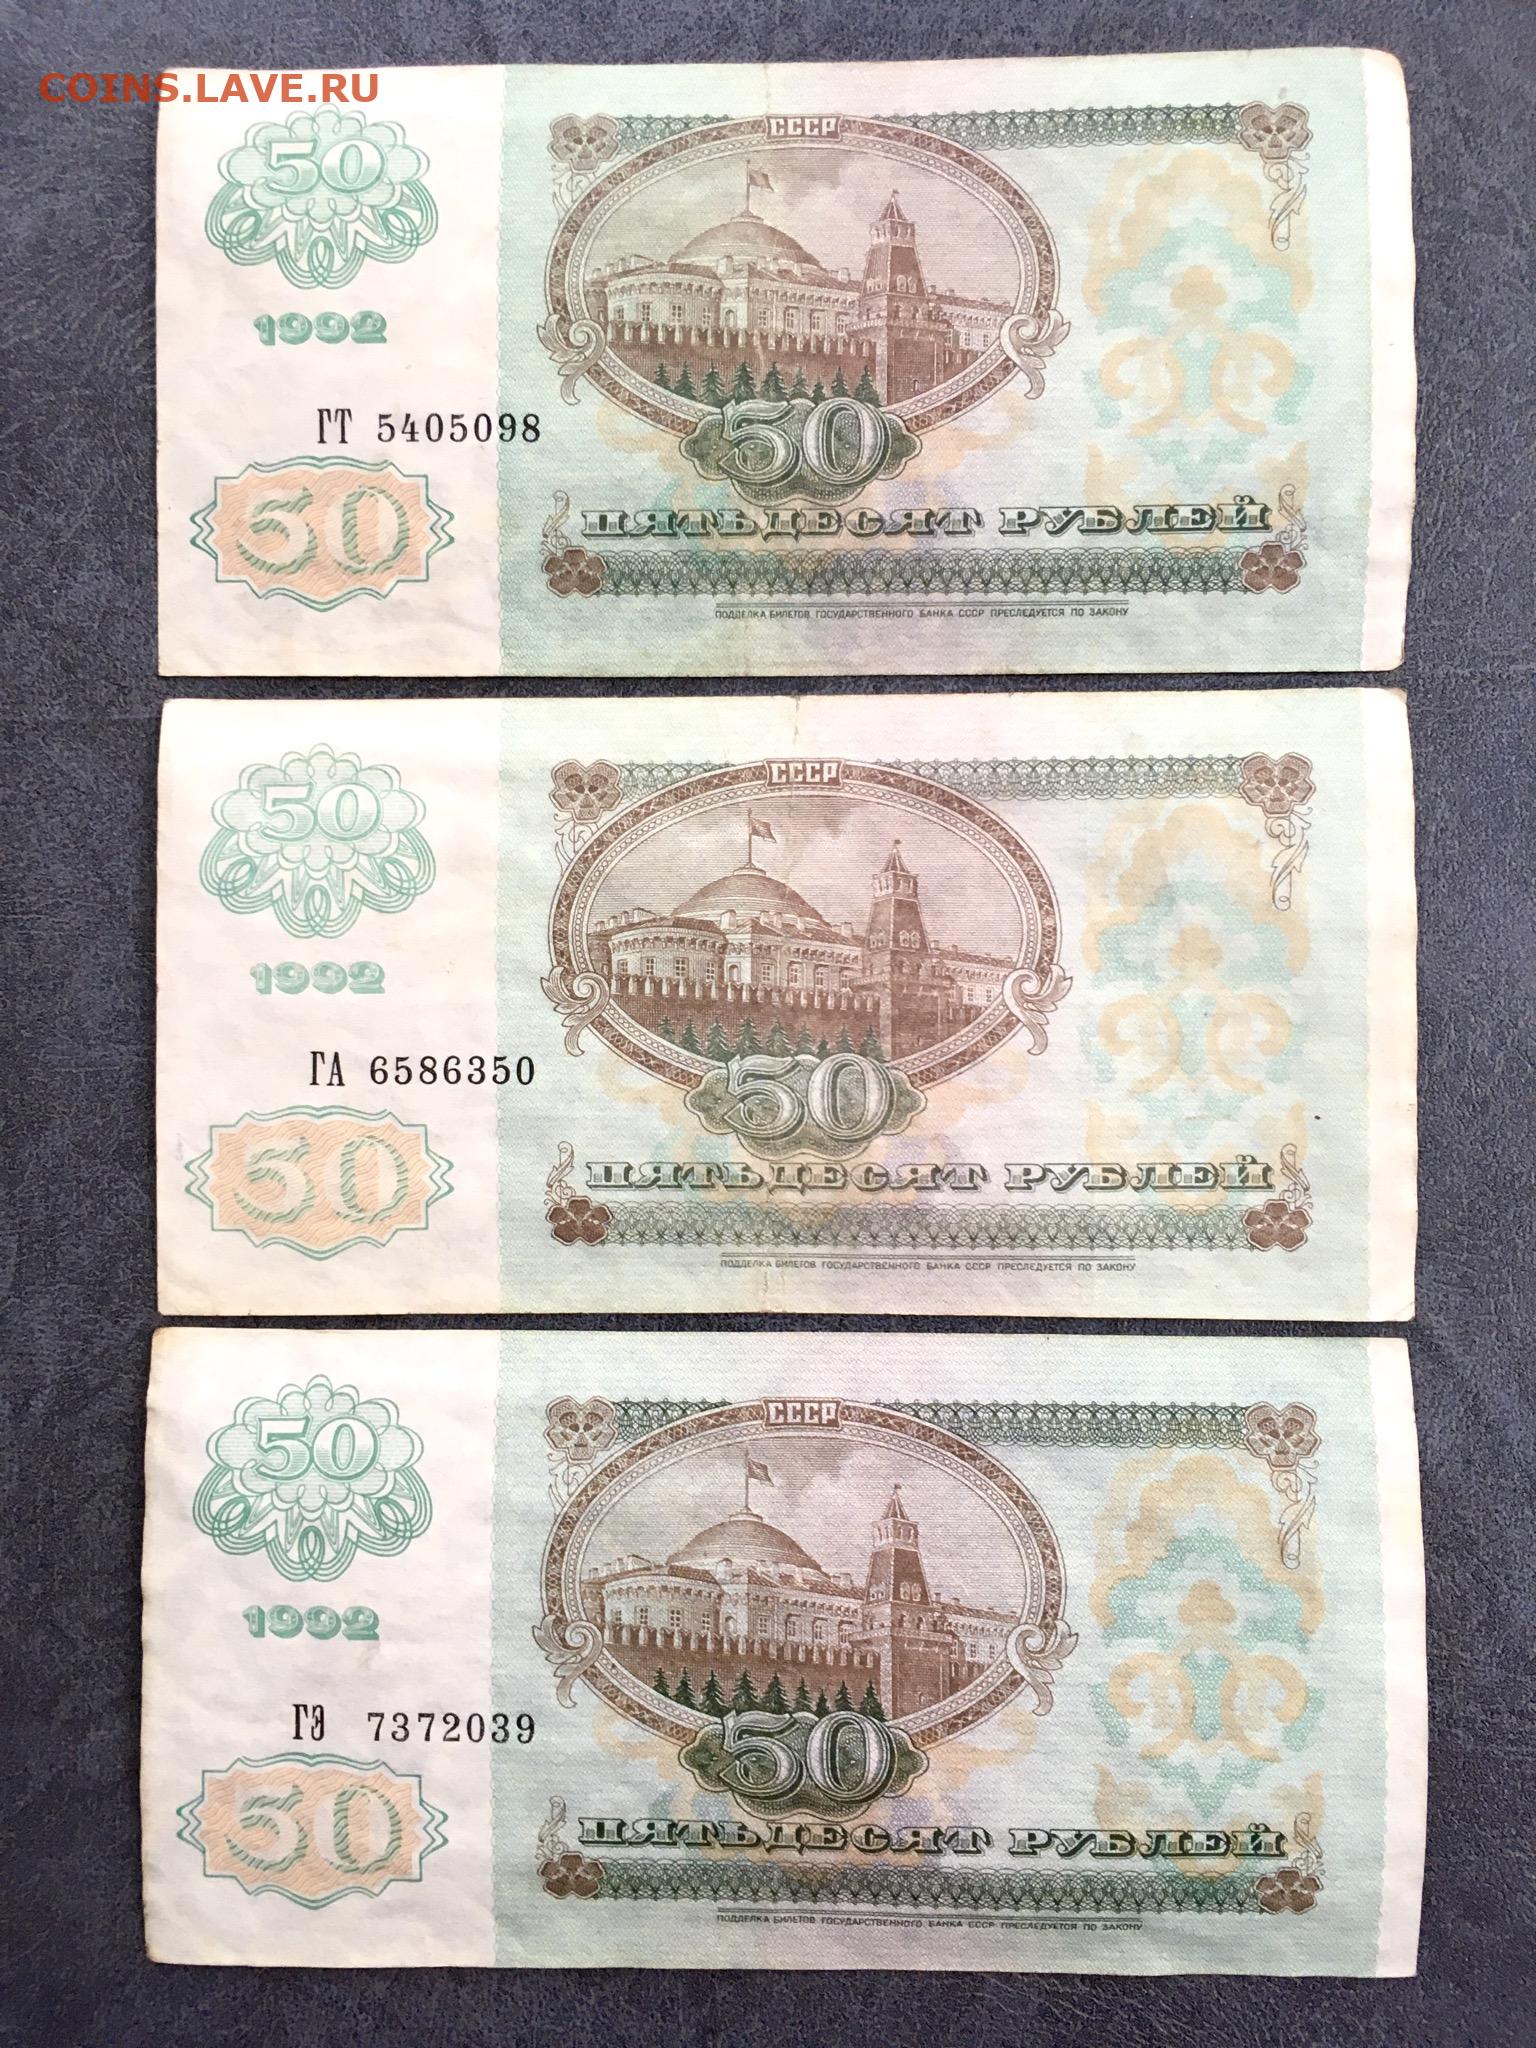 COINS.LAVE.RU
СССР
50
1992
ГТ 5405098
50
50
ПЯТЬДЕСЯТ РУБЛЕЙ
ПОДДЕЛКА БИЛЕТОВ ГОСУДАРСТВЕННОГО БАНКА СССР ПРЕСЛЕДУЕТСЯ ПО ЗАКОНУ
СССР
50
1992
ГА 6586350
50
50
ПЯТЬДЕСЯТ РУБЛЕЙ
ПОДДЕЛКА БИЛЕТОВ ГОСУДАРСТВЕННОГО БАНКА СССР ПРЕСЛЕДУЕТСЯ ПО ЗАКОНУ
СССР
50
1992
ГЭ 7372039
50
50
ПЯТЬДЕСЯТ РУБЛЕЙ
ПОДДЕЛКА БИЛЕТОВ ГОСУДАРСТВЕННОГО БАНКА СССР ПРЕСЛЕДУЕТСЯ ПО ЗАКОНУ